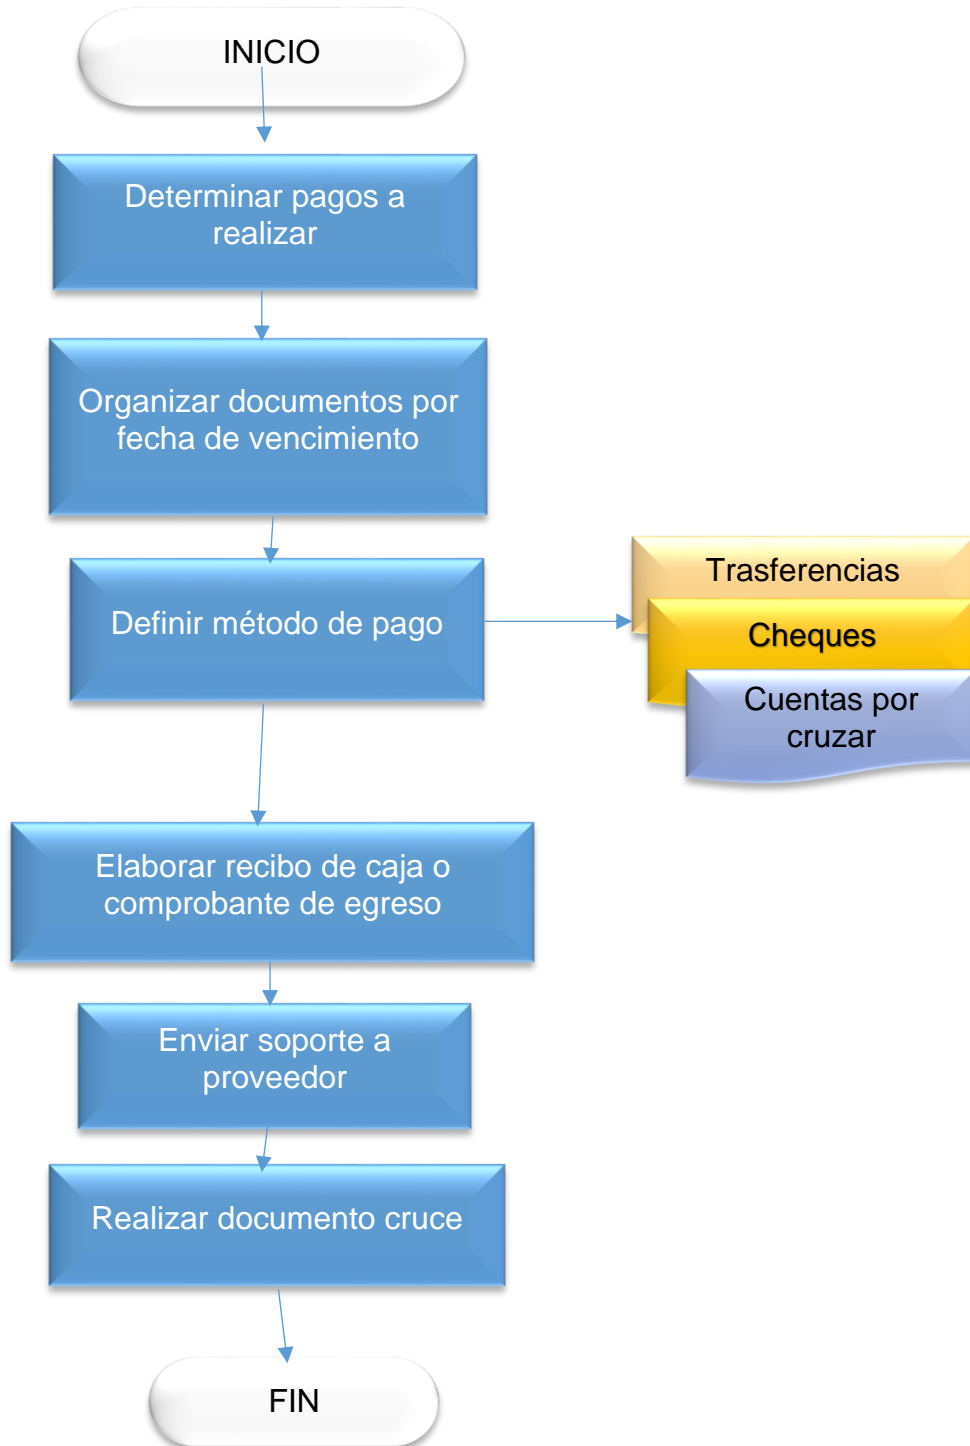 INICIO
Determinar pagos a
realizar
Organizar documentos por
fecha de vencimiento
Definir método de pago
Trasferencias
Cheques
Cuentas por
cruzar
Elaborar recibo de caja o
comprobante de egreso
Enviar soporte a
proveedor
Realizar documento cruce
FIN